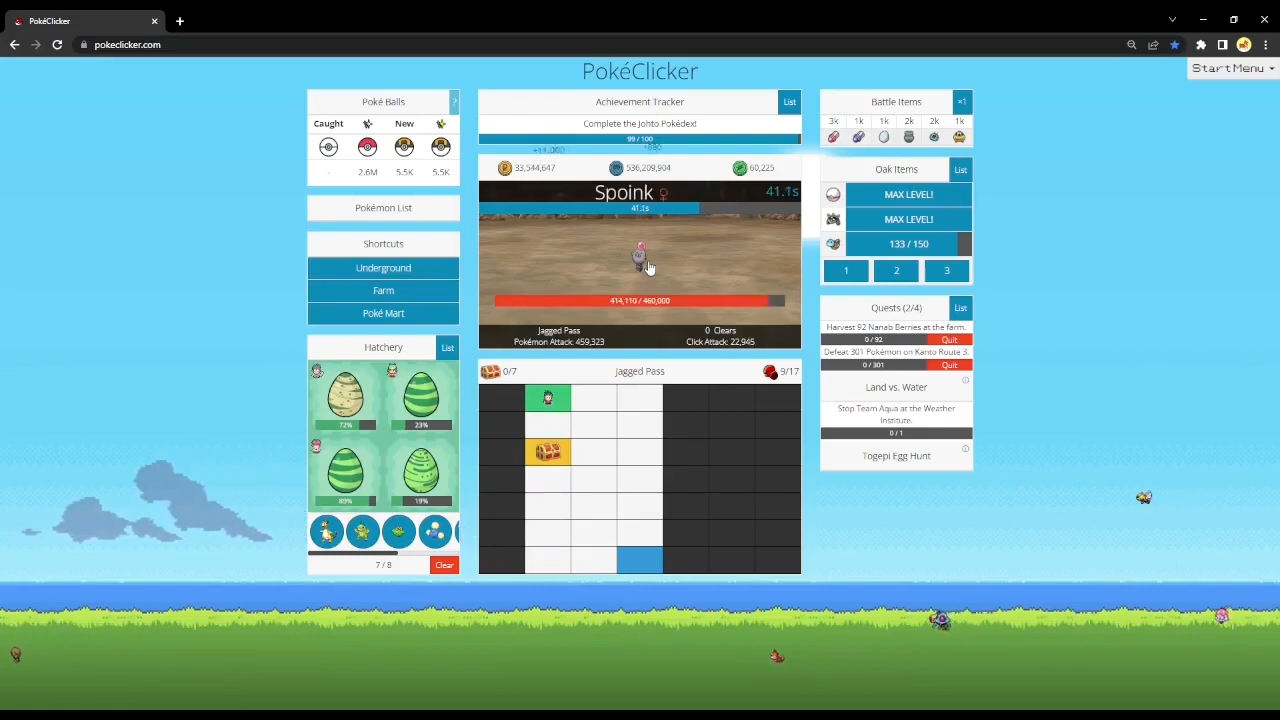 PokéClicker
pokeclicker.com
PokéClicker
StartMenu
Poké Balls
?
Caught
New
-
2.6M
5.5K
5.5K
Pokémon List
Shortcuts
Underground
Farm
Poké Mart
Hatchery
List
72%
23%
89%
19%
7 / 8
Clear
Achievement Tracker
List
Complete the Johto Pokédex!
99 / 100
33,544,647
536,209,904
60,225
Spoink ♀
41.1s
41.1s
414,110 / 460,000
Jagged Pass
0 Clears
Pokémon Attack: 459,323
Click Attack: 22,945
0/7
Jagged Pass
9/17
Battle Items
×1
3k
1k
1k
2k
2k
1k
Oak Items
List
MAX LEVEL!
MAX LEVEL!
133 / 150
1
2
3
Quests (2/4)
List
Harvest 92 Nanab Berries at the farm.
0 / 92
Quit
Defeat 301 Pokémon on Kanto Route 3.
0 / 301
Quit
Land vs. Water
Stop Team Aqua at the Weather
Institute.
0 / 1
Togepi Egg Hunt